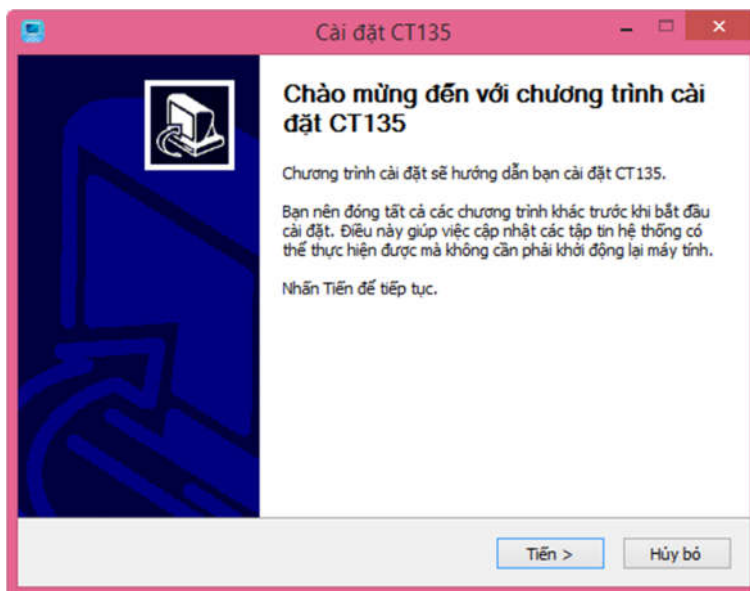 Cài đặt CT135
Chào mừng đến với chương trình cài
đặt CT135
Chương trình cài đặt sẽ hướng dẫn bạn cài đặt CT135.
Bạn nên đóng tất cả các chương trình khác trước khi bắt đầu
cài đặt. Điều này giúp việc cập nhật các tập tin hệ thống có
thể thực hiện được mà không cần phải khởi động lại máy tính.
Nhấn Tiến để tiếp tục.
Tiến >
Hủy bỏ